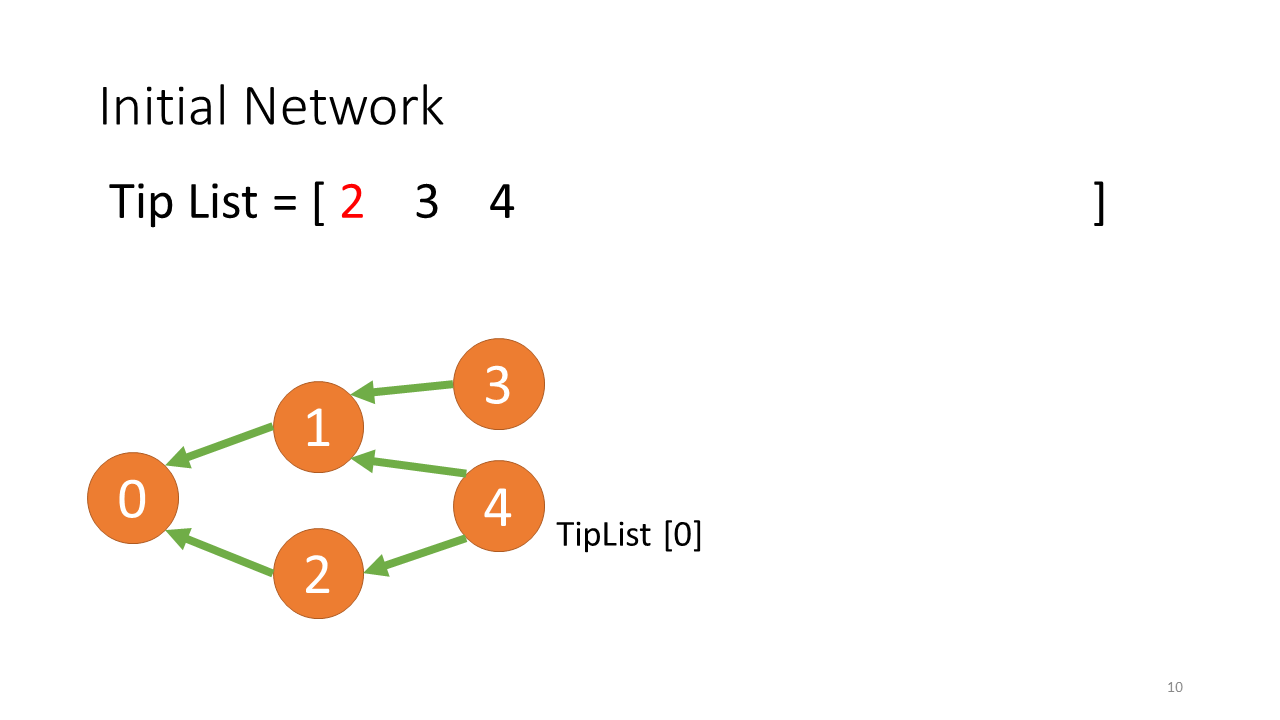 Initial Network
Tip List = [ 2 3 4 ]
3
1
4
0
TipList [0]
2
10